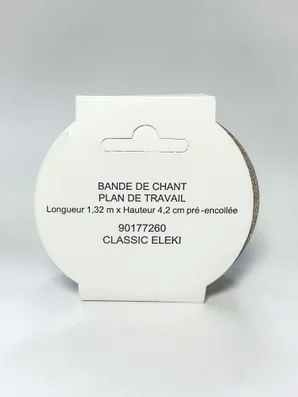 BANDE DE CHANT
PLAN DE TRAVAIL
Longueur 1,32 m x Hauteur 4,2 cm pré-encollée
90177260
CLASSIC ELEKI